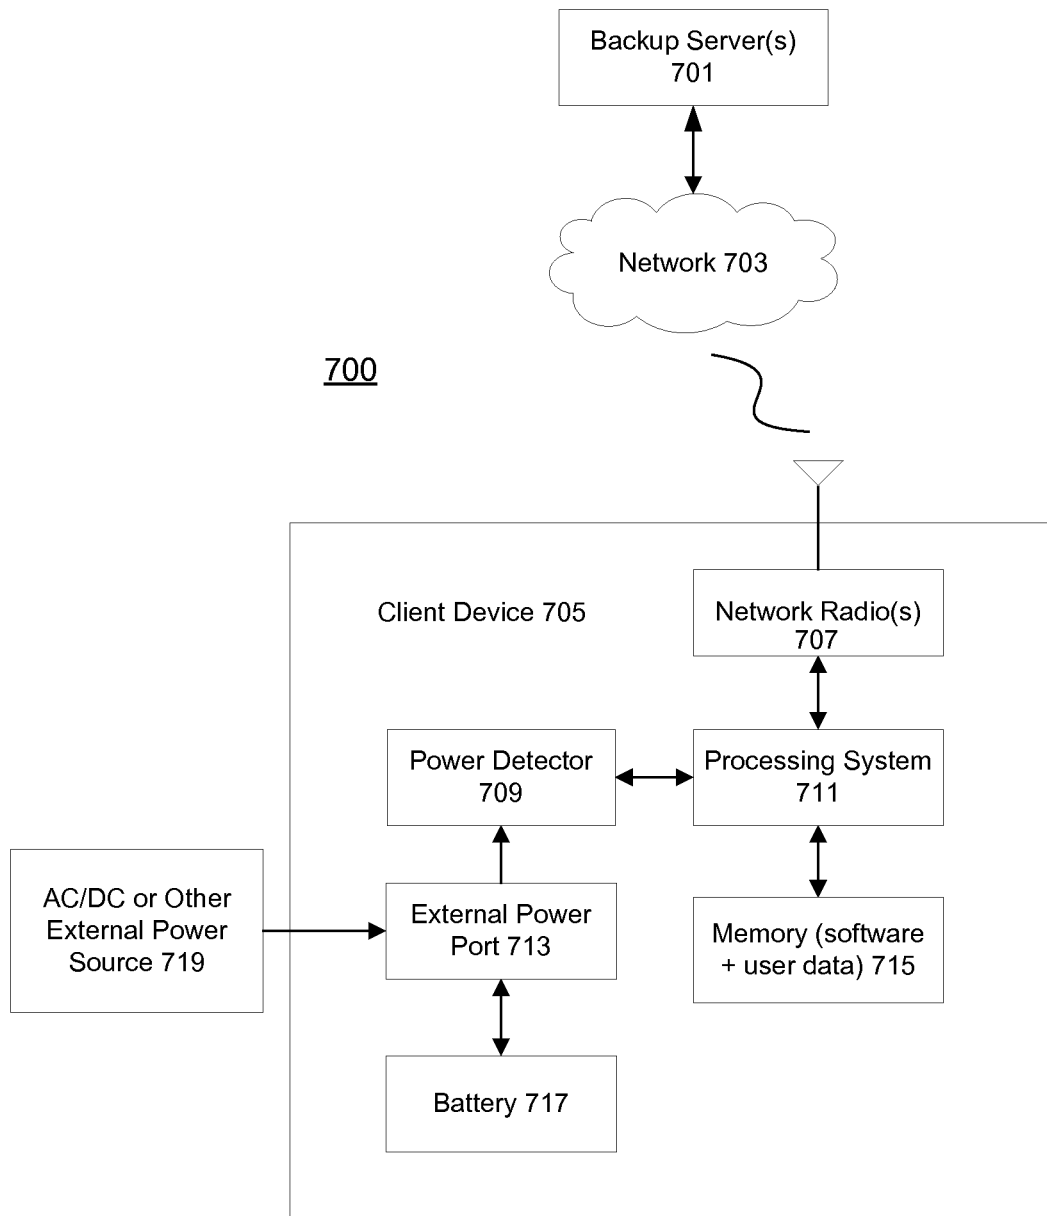 Backup Server(s)
701
Network 703
700
Client Device 705
Network Radio(s)
707
Power Detector
709
Processing System
711
AC/DC or Other
External Power
Source 719
External Power
Port 713
Memory (software
+ user data) 715
Battery 717